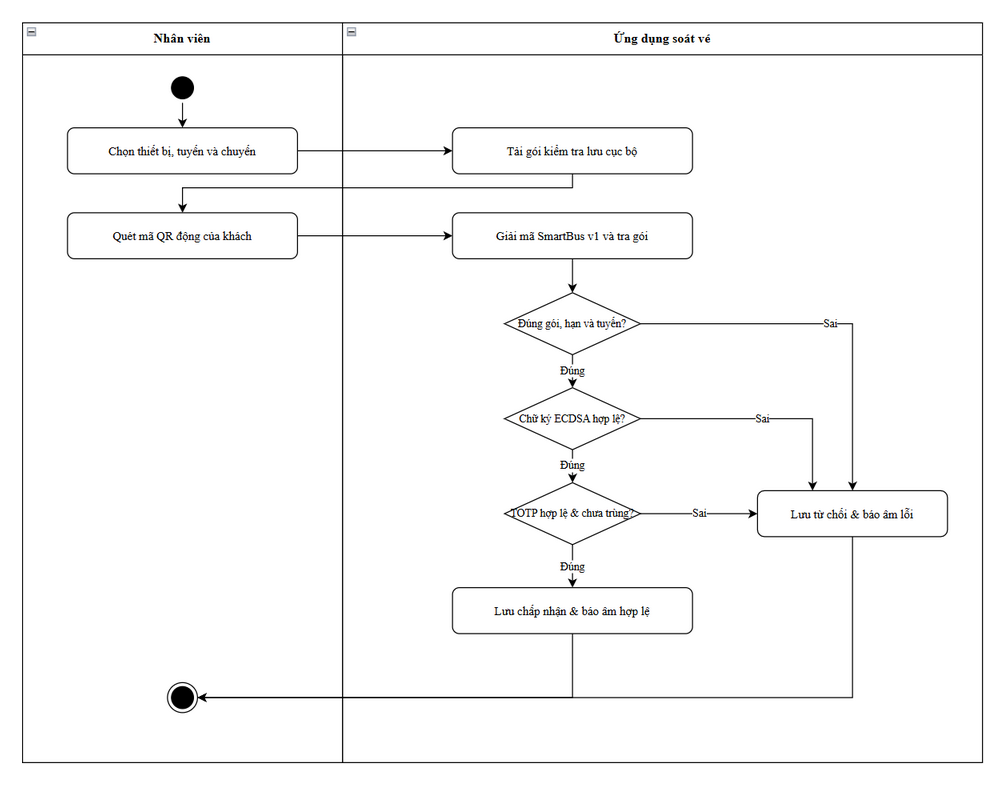 Nhân viên
Ứng dụng soát vé
Chọn thiết bị, tuyến và chuyến
Tải gói kiểm tra lưu cục bộ
Quét mã QR động của khách
Giải mã SmartBus v1 và tra gói
Đúng gói, hạn và tuyến?
Sai
Đúng
Chữ ký ECDSA hợp lệ?
Sai
Đúng
TOTP hợp lệ & chưa trùng?
Sai
Lưu từ chối & báo âm lỗi
Đúng
Lưu chấp nhận & báo âm hợp lệ